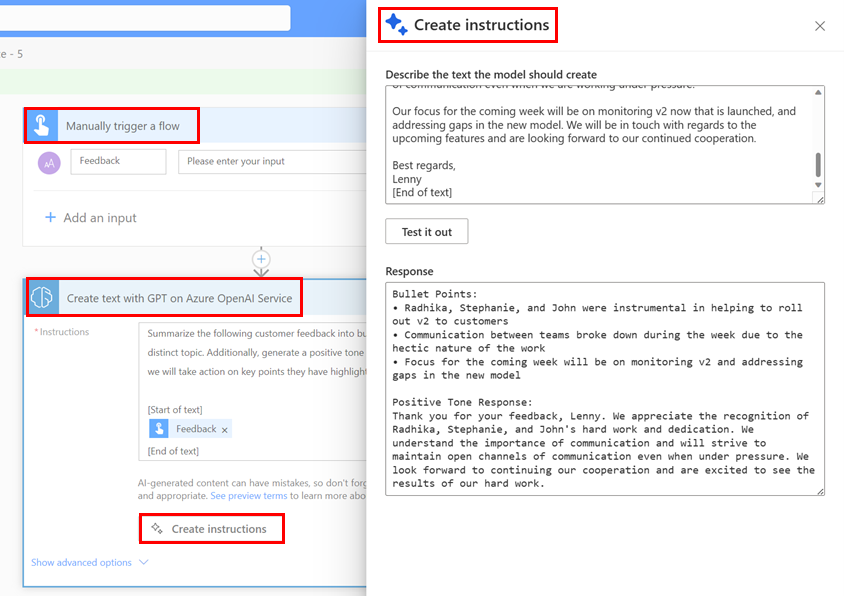 e - 5
Manually trigger a flow
AA
Feedback
Please enter your input
+ Add an input
Create text with GPT on Azure OpenAI Service
* Instructions
Summarize the following customer feedback into bu
distinct topic. Additionally, generate a positive tone
we will take action on key points they have highligh
[Start of text]
Feedback x
[End of text]
AI-generated content can have mistakes, so don't forg
and appropriate. See preview terms to learn more abo
Create instructions
Show advanced options
Create instructions
Describe the text the model should create
of communication even when we are working under pressure.
Our focus for the coming week will be on monitoring v2 now that is launched, and
addressing gaps in the new model. We will be in touch with regards to the
upcoming features and are looking forward to our continued cooperation.
Best regards,
Lenny
[End of text]
Test it out
Response
Bullet Points:
• Radhika, Stephanie, and John were instrumental in helping to roll
out v2 to customers
• Communication between teams broke down during the week due to the
hectic nature of the work
• Focus for the coming week will be on monitoring v2 and addressing
gaps in the new model
Positive Tone Response:
Thank you for your feedback, Lenny. We appreciate the recognition of
Radhika, Stephanie, and John's hard work and dedication. We
understand the importance of communication and will strive to
maintain open channels of communication even when under pressure. We
look forward to continuing our cooperation and are excited to see the
results of our hard work.